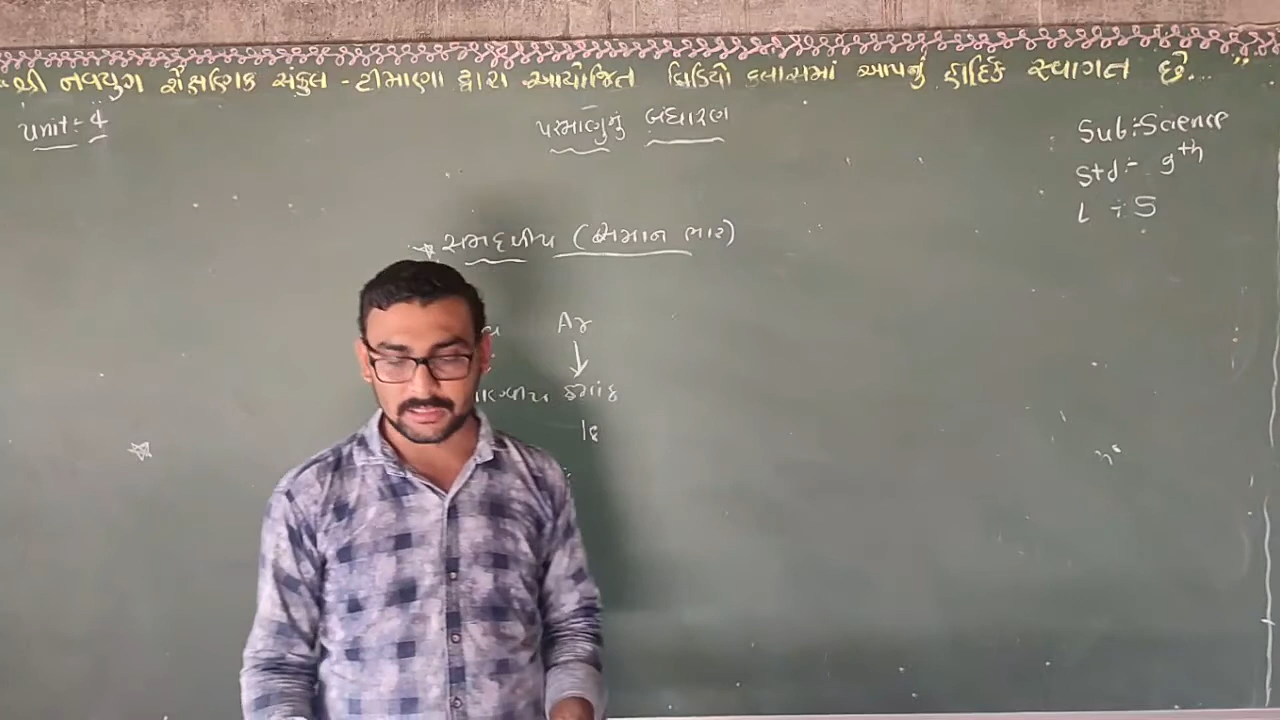 "શ્રી નવયુગ શૈક્ષણિક સંકુલ - ટીમાણા દ્વારા આયોજિત વિડિયો કલાસમાં આપનું હાર્દિક સ્વાગત છે... "
Unit:- 4
પરમાણુનું બંધારણ
Sub:- Science
Std:- 9th
L :- 5
* સમદળીય (સમાન ભાર)
Ar
ક્રમાંક
18